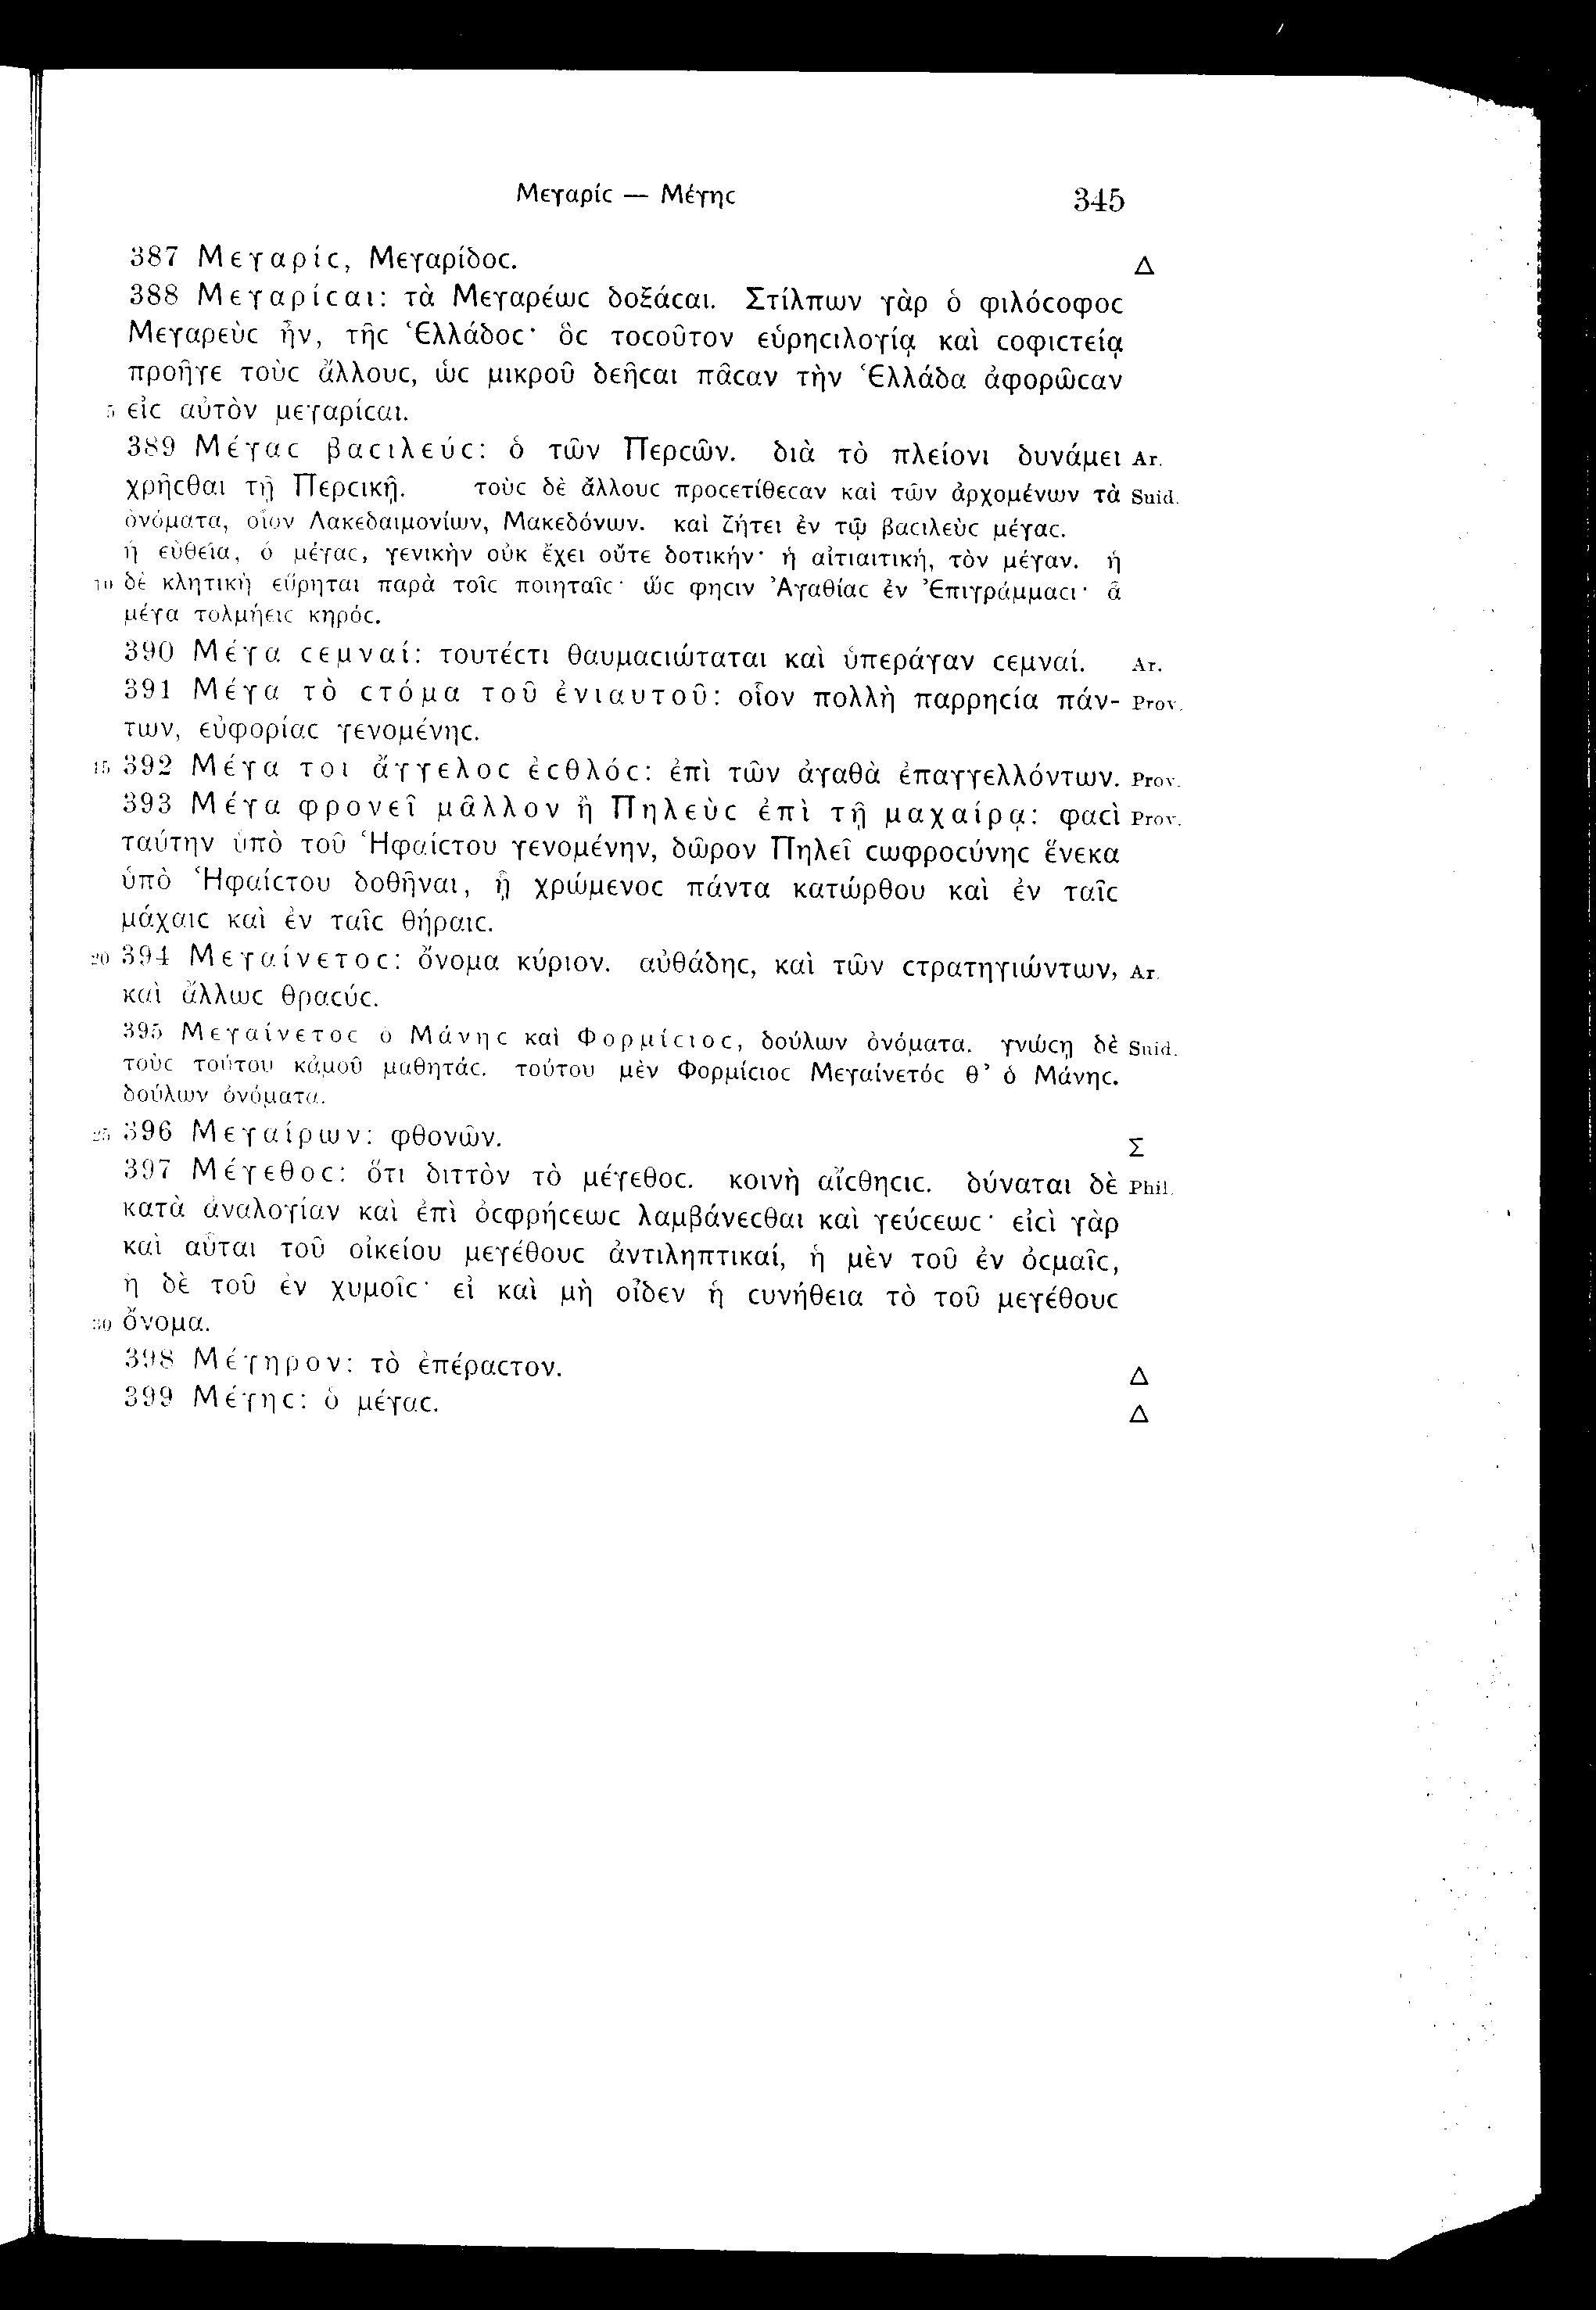 Μεγαρίϲ — Μέγηϲ 345
387 Μεγαρίϲ, Μεγαρίδοϲ. Δ
388 Μεγαρίϲαι: τὰ Μεγαρέωϲ δοξάϲαι. Στίλπων γὰρ ὁ φιλόϲοφοϲ
Μεγαρεὺϲ ἦν, τῆϲ Ἑλλάδοϲ· ὃϲ τοϲοῦτον εὑρηϲιλογίᾳ καὶ ϲοφιϲτείᾳ
προῆγε τοὺϲ ἄλλουϲ, ὡϲ μικροῦ δεῆϲαι πᾶϲαν τὴν Ἑλλάδα ἀφορῶϲαν
5 εἰϲ αὐτὸν μεγαρίϲαι.
389 Μέγαϲ βαϲιλεύϲ: ὁ τῶν Περϲῶν. διὰ τὸ πλείονι δυνάμει Ar.
χρῆϲθαι τῇ Περϲικῇ. τοὺϲ δὲ ἄλλουϲ προϲετίθεϲαν καὶ τῶν ἀρχομένων τὰ Suid.
ὀνόματα, οἷον Λακεδαιμονίων, Μακεδόνων. καὶ ζήτει ἐν τῷ βαϲιλεὺϲ μέγαϲ.
ἡ εὐθεῖα, ὁ μέγαϲ, γενικὴν οὐκ ἔχει οὔτε δοτικήν· ἡ αἰτιατιτική, τὸν μέγαν. ἡ
10 δὲ κλητικὴ εὕρηται παρὰ τοῖϲ ποιηταῖϲ· ὥϲ φηϲιν Ἀγαθίαϲ ἐν Ἐπιγράμμαϲι· ἆ
μέγα τολμήειϲ κηρόϲ.
390 Μέγα ϲεμναί: τουτέϲτι θαυμαϲιώταται καὶ ὑπεράγαν ϲεμναί. Ar.
391 Μέγα τὸ ϲτόμα τοῦ ἐνιαυτοῦ: οἷον πολλὴ παρρηϲία πάν- Prov.
των, εὐφορίαϲ γενομένηϲ.
15 392 Μέγα τοι ἄγγελοϲ ἐϲθλόϲ: ἐπὶ τῶν ἀγαθὰ ἐπαγγελλόντων. Prov.
393 Μέγα φρονεῖ μᾶλλον ἢ Πηλεὺϲ ἐπὶ τῇ μαχαίρᾳ: φαϲὶ Prov.
ταύτην ὑπὸ τοῦ Ἡφαίϲτου γενομένην, δῶρον Πηλεῖ ϲωφροϲύνηϲ ἕνεκα
ὑπὸ Ἡφαίϲτου δοθῆναι, ᾗ χρώμενοϲ πάντα κατώρθου καὶ ἐν ταῖϲ
μάχαιϲ καὶ ἐν ταῖϲ θήραιϲ.
20 394 Μεγαίνετοϲ: ὄνομα κύριον. αὐθάδηϲ, καὶ τῶν ϲτρατηγιώντων, Ar.
καὶ ἄλλωϲ θραϲύϲ.
395 Μεγαίνετοϲ ὁ Μάνηϲ καὶ Φορμίϲιοϲ, δούλων ὀνόματα. γνώϲῃ δὲ Suid.
τοὺϲ τούτου κἀμοῦ μαθητάϲ. τούτου μὲν Φορμίϲιοϲ Μεγαίνετόϲ θ’ ὁ Μάνηϲ.
δούλων ὀνόματα.
25 396 Μεγαίρων: φθονῶν. Σ
397 Μέγεθοϲ: ὅτι διττὸν τὸ μέγεθοϲ. κοινὴ αἴϲθηϲιϲ. δύναται δὲ Phil.
κατὰ ἀναλογίαν καὶ ἐπὶ ὀϲφρήϲεωϲ λαμβάνεϲθαι καὶ γεύϲεωϲ· εἰϲὶ γὰρ
καὶ αὗται τοῦ οἰκείου μεγέθουϲ ἀντιληπτικαί, ἡ μὲν τοῦ ἐν ὀϲμαῖϲ,
ἡ δὲ τοῦ ἐν χυμοῖϲ· εἰ καὶ μὴ οἶδεν ἡ ϲυνήθεια τὸ τοῦ μεγέθουϲ
30 ὄνομα.
398 Μέγηρον: τὸ ἐπέραϲτον. Δ
399 Μέγηϲ: ὁ μέγαϲ. Δ